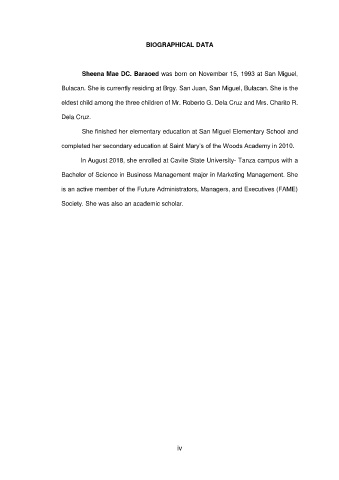 BIOGRAPHICAL DATA
Sheena Mae DC. Baraoed was born on November 15, 1993 at San Miguel,
Bulacan. She is currently residing at Brgy. San Juan, San Miguel, Bulacan. She is the
eldest child among the three children of Mr. Roberto G. Dela Cruz and Mrs. Charito R.
Dela Cruz.
She finished her elementary education at San Miguel Elementary School and
completed her secondary education at Saint Mary's of the Woods Academy in 2010.
In August 2018, she enrolled at Cavite State University- Tanza campus with a
Bachelor of Science in Business Management major in Marketing Management. She
is an active member of the Future Administrators, Managers, and Executives (FAME)
Society. She was also an academic scholar.
iv